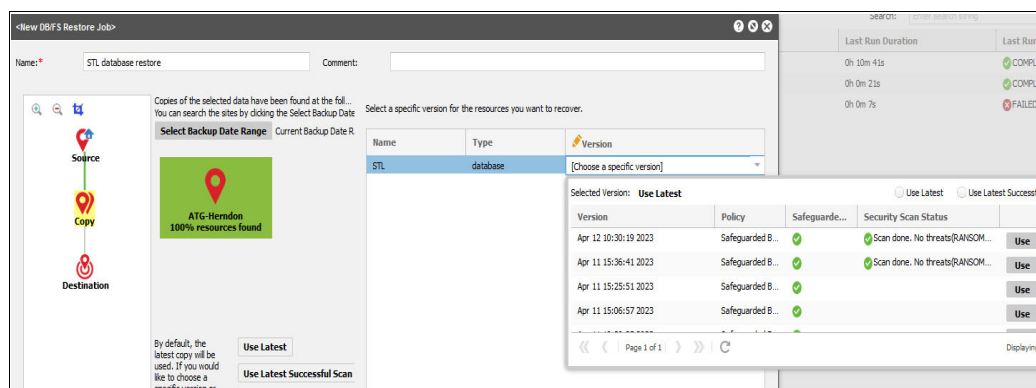 <New DB/FS Restore Job>
Search: Enter search string
Last Run Duration Last Run
Name:* STL database restore Comment:
0h 10m 41s COMPL
0h 0m 21s COMPL
0h 0m 7s FAILED
Copies of the selected data have been found at the foll...
You can search the sites by clicking the Select Backup Date
Select Backup Date Range Current Backup Date R
Source
Copy
Destination
ATG-Herndon
100% resources found
By default, the
latest copy will be
used. If you would
like to choose a
Use Latest
Use Latest Successful Scan
Select a specific version for the resources you want to recover.
Name Type Version
STL database [Choose a specific version]
Selected Version: Use Latest Use Latest Use Latest Successf
Version Policy Safeguarde... Security Scan Status
Apr 12 10:30:19 2023 Safeguarded B... Scan done. No threats(RANSOM... Use
Apr 11 15:36:41 2023 Safeguarded B... Scan done. No threats(RANSOM... Use
Apr 11 15:25:51 2023 Safeguarded B... Use
Apr 11 15:06:57 2023 Safeguarded B... Use
Page 1 of 1 Displaying